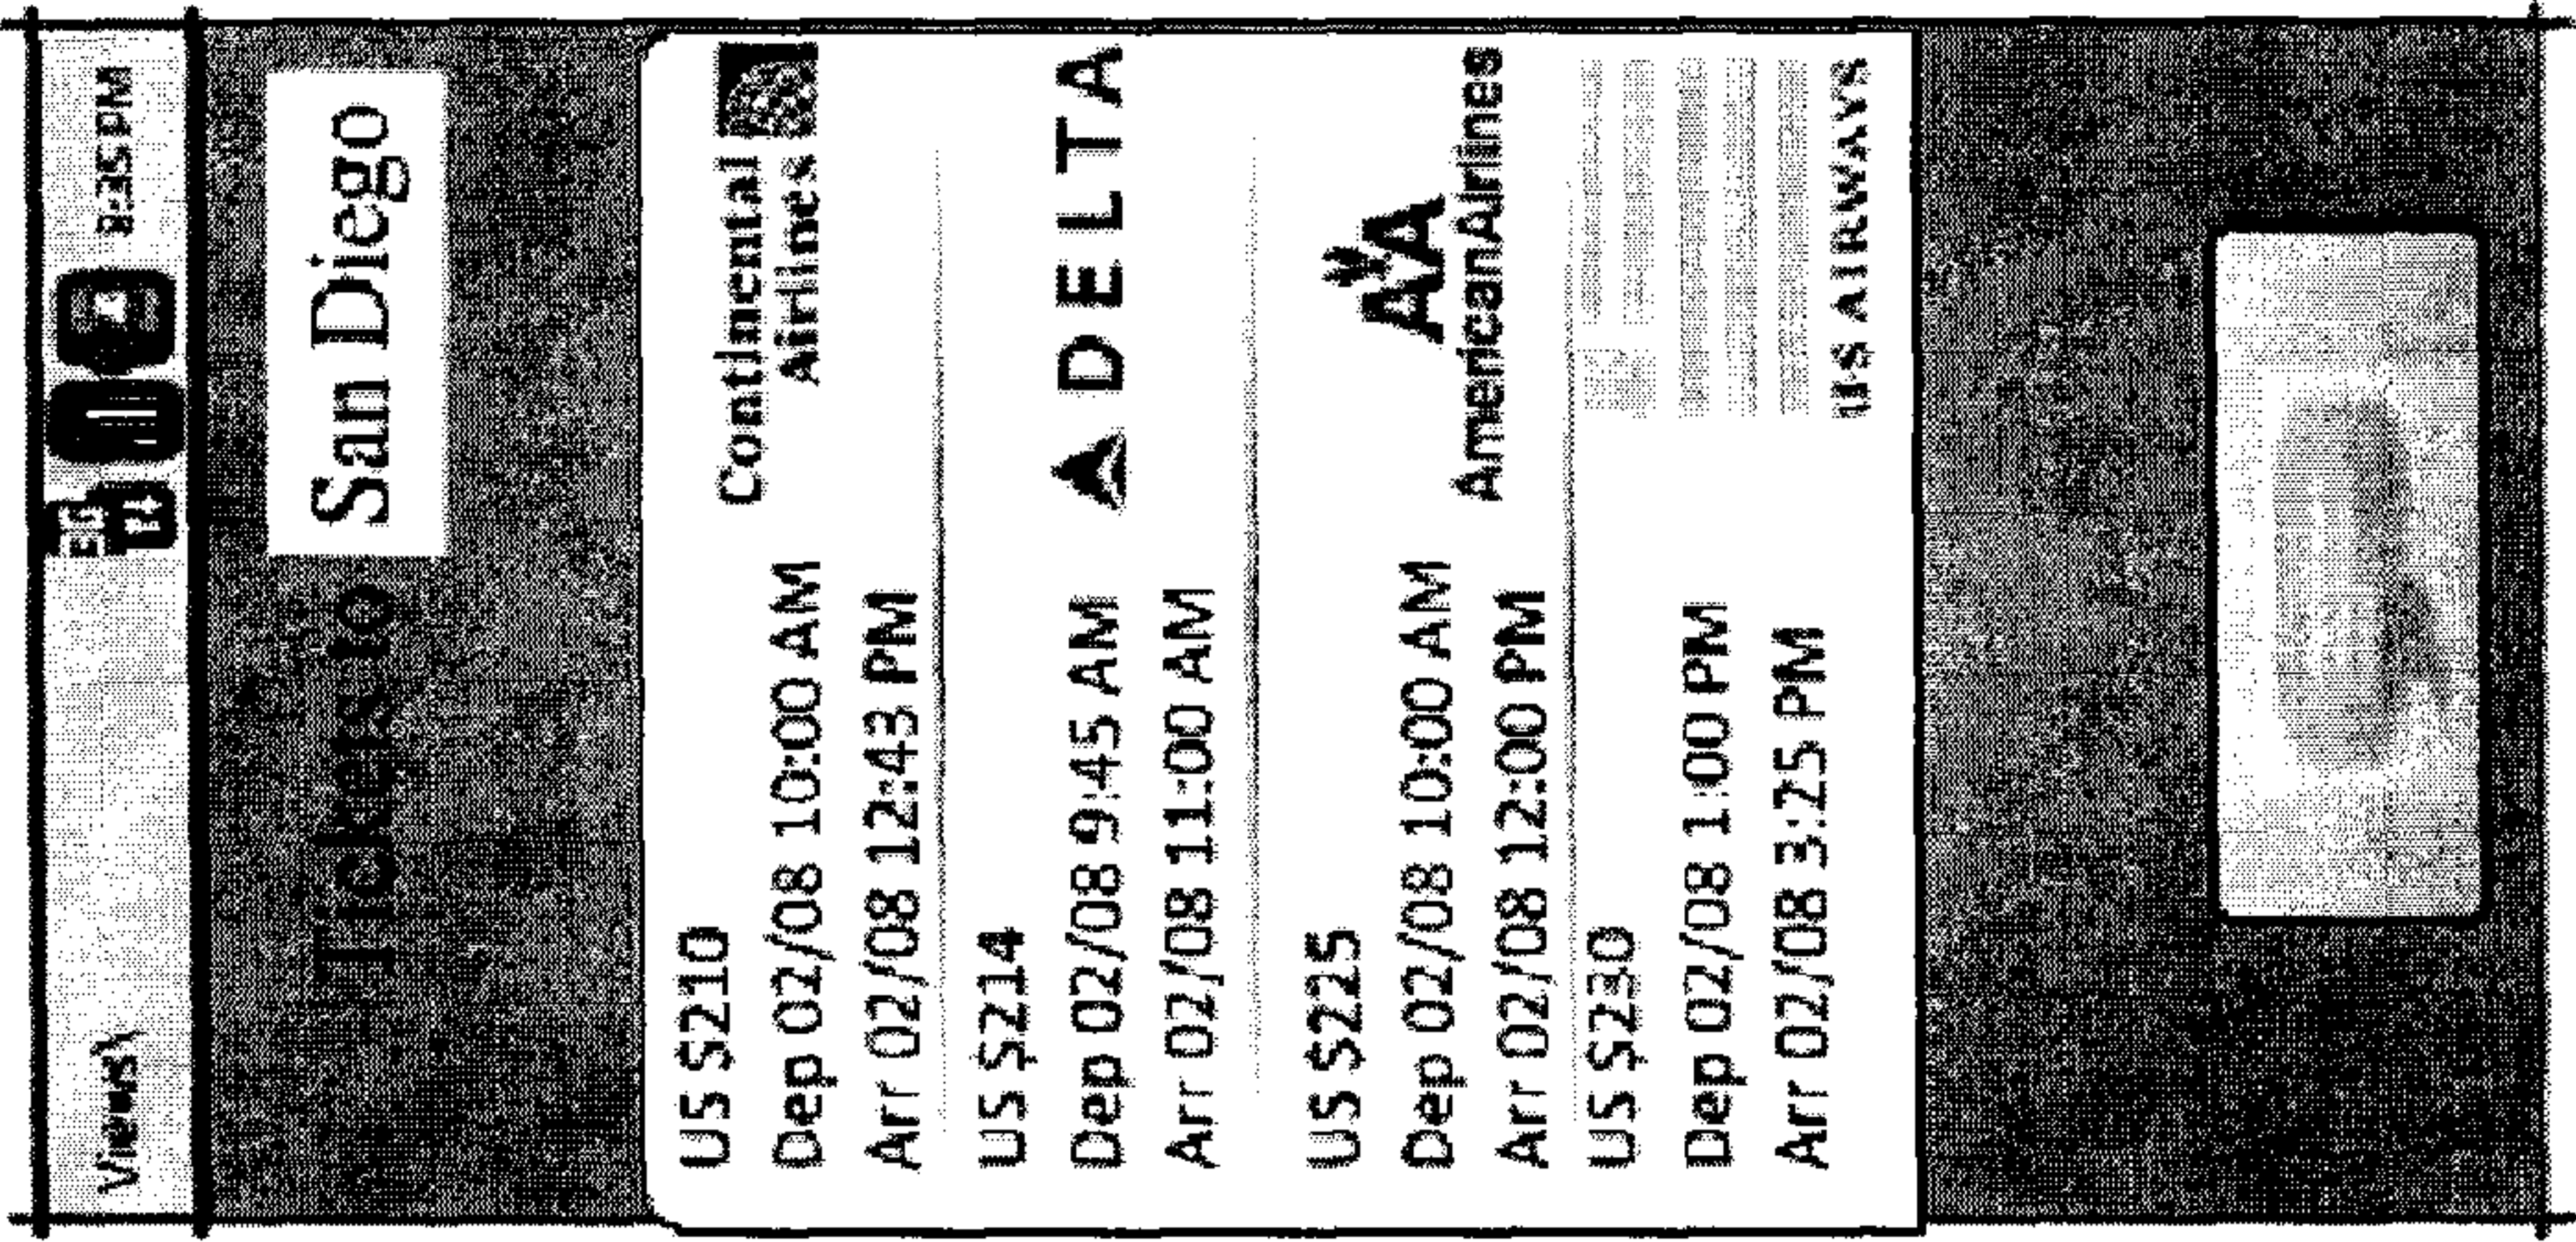 8:35 PM
Tickets to San Diego
US $210
Continental
Airlines
Dep 02/08 10:00 AM
Arr 02/08 12:43 PM
US $214
Dep 02/08 9:45 AM
DELTA
Arr 02/08 11:00 AM
US $225
AA
Dep 02/08 10:00 AM
AmericanAirlines
Arr 02/08 12:00 PM
US $230
Dep 02/08 1:00 PM
Arr 02/08 3:25 PM
US AIRWAYS